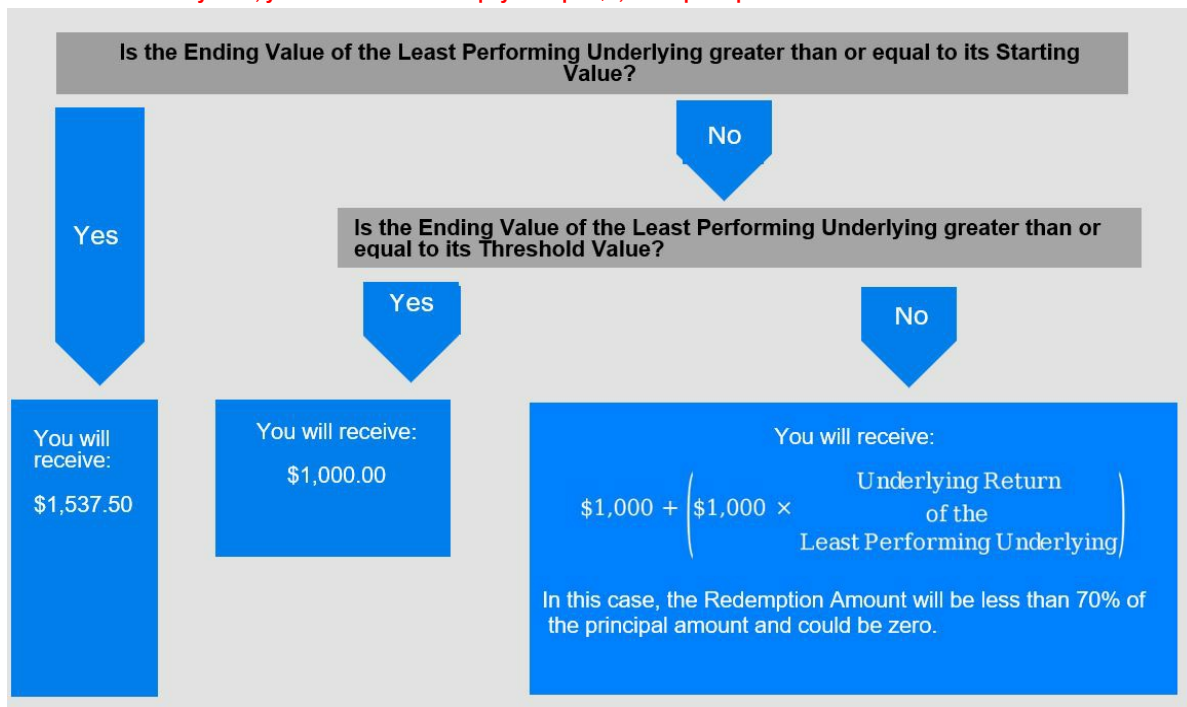 Is the Ending Value of the Least Performing Underlying greater than or equal to its Starting
Value?
No
Yes
Is the Ending Value of the Least Performing Underlying greater than or
equal to its Threshold Value?
Yes
No
You will
receive:
$1,537.50
You will receive:
$1,000.00
You will receive:
$1,000 + ($1,000 × Underlying Return
of the
Least Performing Underlying)
In this case, the Redemption Amount will be less than 70% of
the principal amount and could be zero.